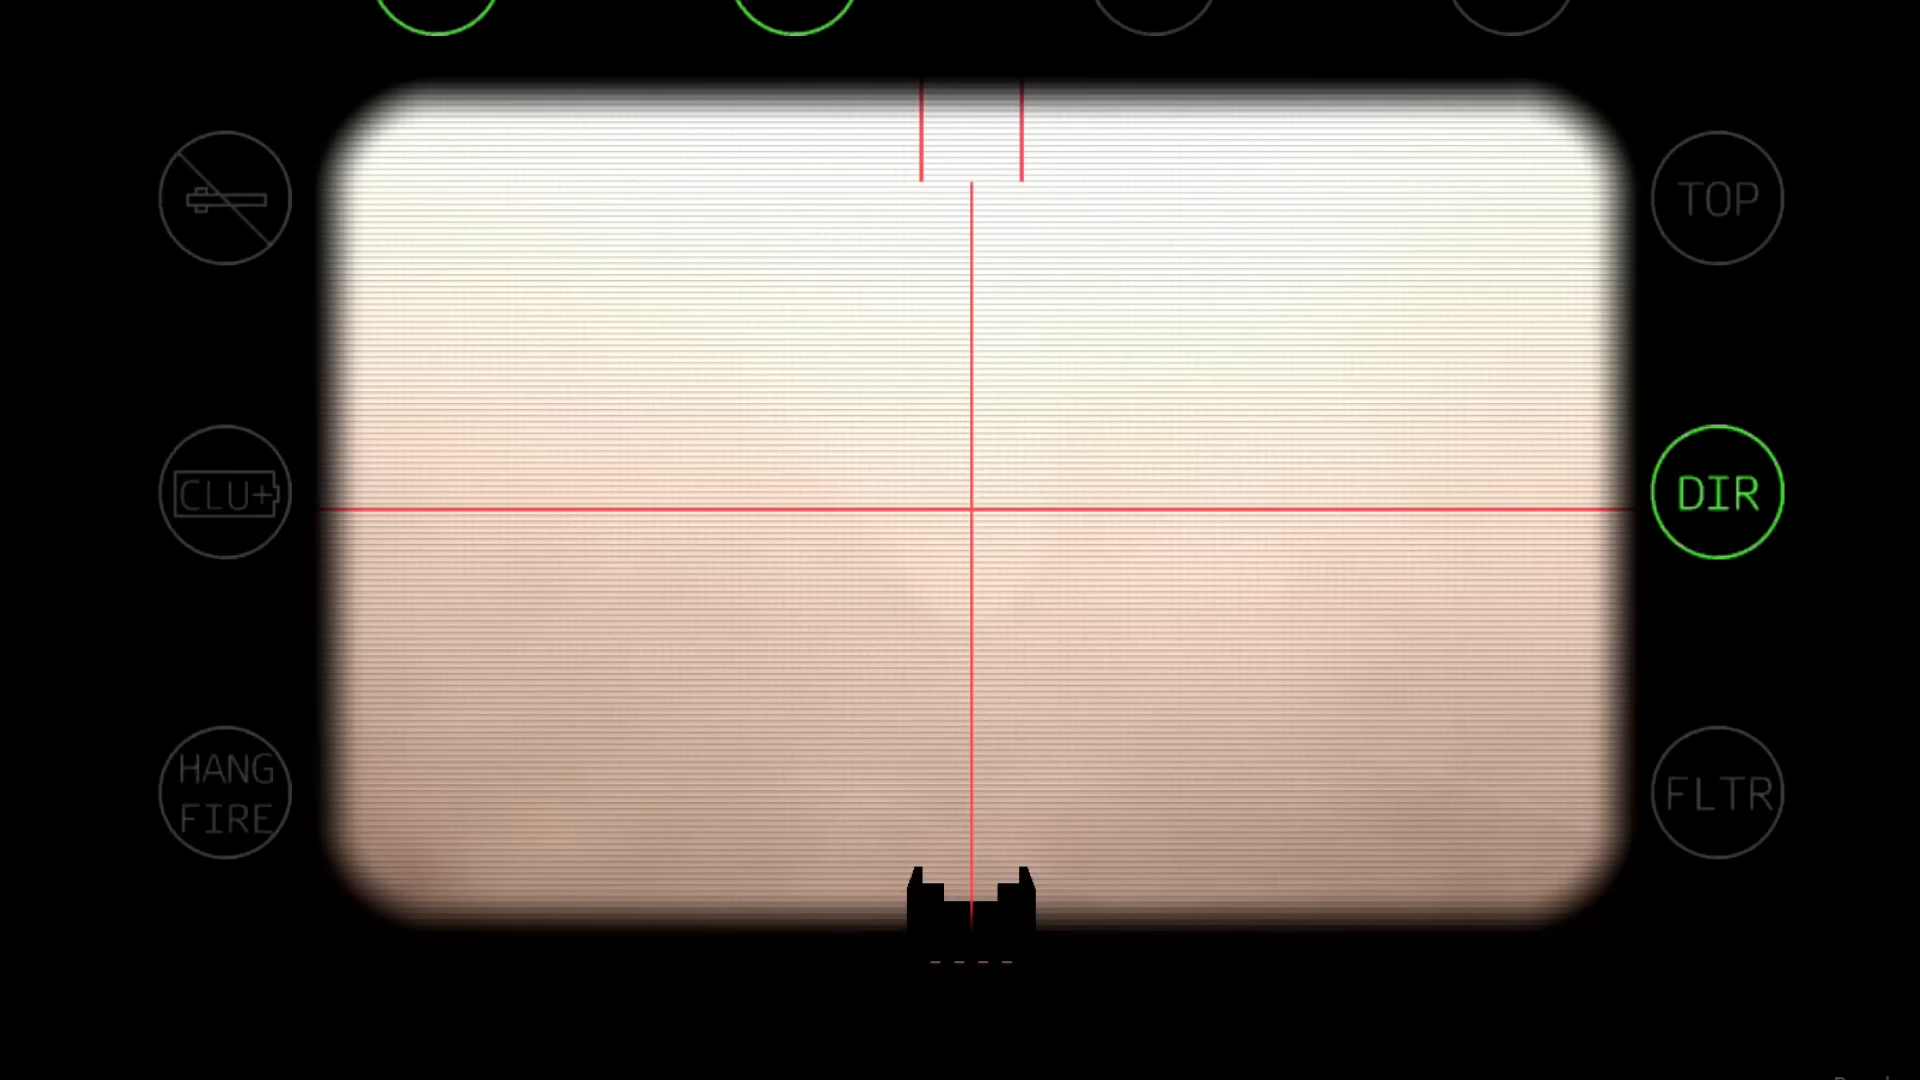 TOP
CLU+
DIR
HANG
FIRE
FLTR